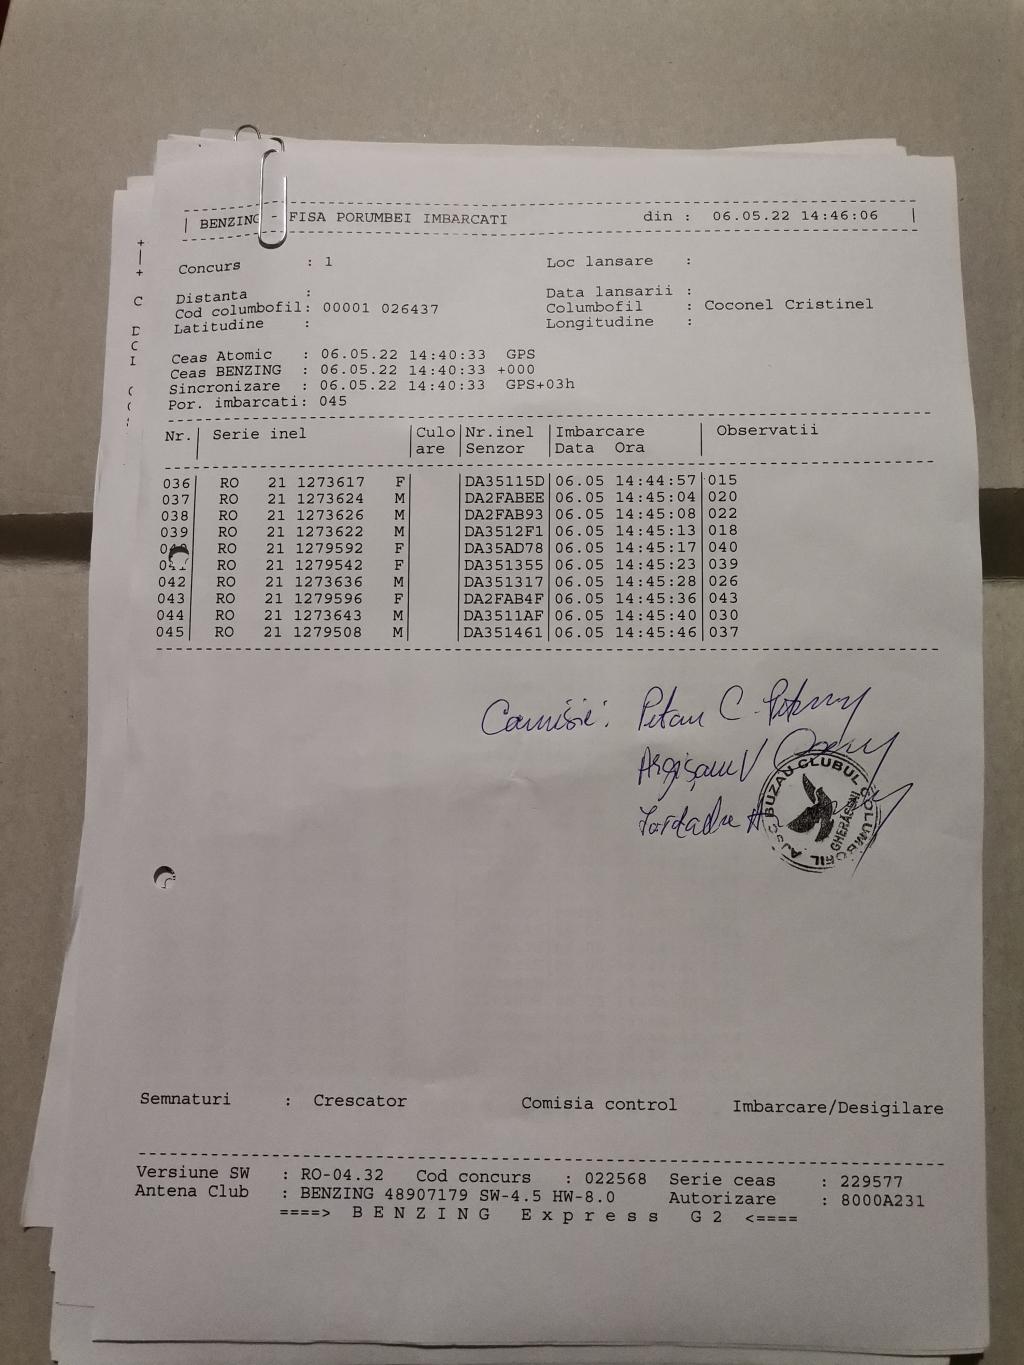 | BENZING - FISA PORUMBEI IMBARCATI din : 06.05.22 14:46:06 |
Concurs : 1 Loc lansare :
Distanta : Data lansarii :
Cod columbofil: 00001 026437 Columbofil : Coconel Cristinel
Latitudine : Longitudine :
Ceas Atomic : 06.05.22 14:40:33 GPS
Ceas BENZING : 06.05.22 14:40:33 +000
Sincronizare : 06.05.22 14:40:33 GPS+03h
Por. imbarcati: 045
Nr.| Serie inel |Culo|Nr.inel |Imbarcare | Observatii
| |are |Senzor |Data Ora |
036| RO 21 1273617 F| |DA35115D|06.05 14:44:57|015
037| RO 21 1273624 M| |DA2FABEE|06.05 14:45:04|020
038| RO 21 1273626 M| |DA2FAB93|06.05 14:45:08|022
039| RO 21 1273622 M| |DA3512F1|06.05 14:45:13|018
040| RO 21 1279592 F| |DA35AD78|06.05 14:45:17|040
041| RO 21 1279542 F| |DA351355|06.05 14:45:23|039
042| RO 21 1273636 M| |DA351317|06.05 14:45:28|026
043| RO 21 1279596 F| |DA2FAB4F|06.05 14:45:36|043
044| RO 21 1273643 M| |DA3511AF|06.05 14:45:40|030
045| RO 21 1279508 M| |DA351461|06.05 14:45:46|037
Comisie: Petau C.
V
BUZAU CLUBUL COLUMBOFIL
GHERASENI
Semnaturi : Crescator Comisia control Imbarcare/Desigilare
Versiune SW : RO-04.32 Cod concurs : 022568 Serie ceas : 229577
Antena Club : BENZING 48907179 SW-4.5 HW-8.0 Autorizare : 8000A231
====> B E N Z I N G E x p r e s s G 2 <====